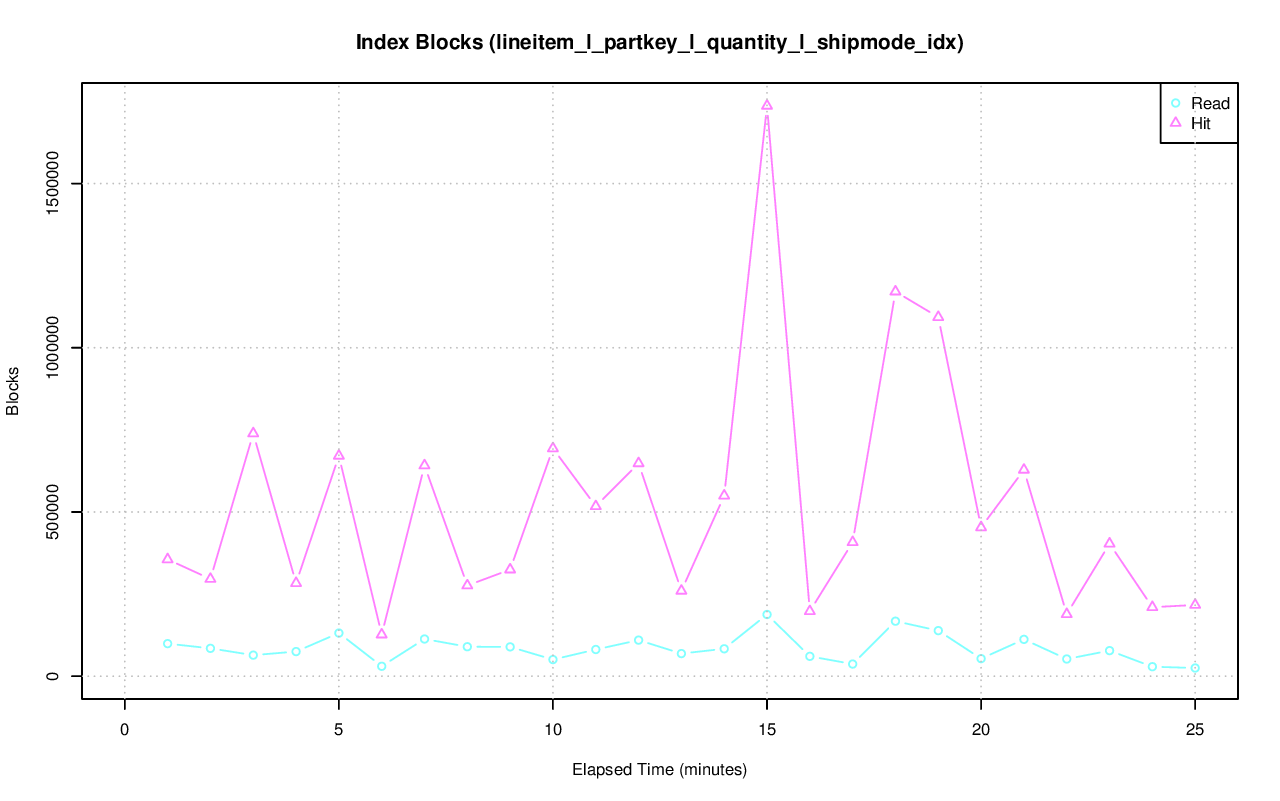 Index Blocks (lineitem_l_partkey_l_quantity_l_shipmode_idx)
Read
Hit
1500000
1000000
500000
0
Blocks
0 5 10 15 20 25
Elapsed Time (minutes)